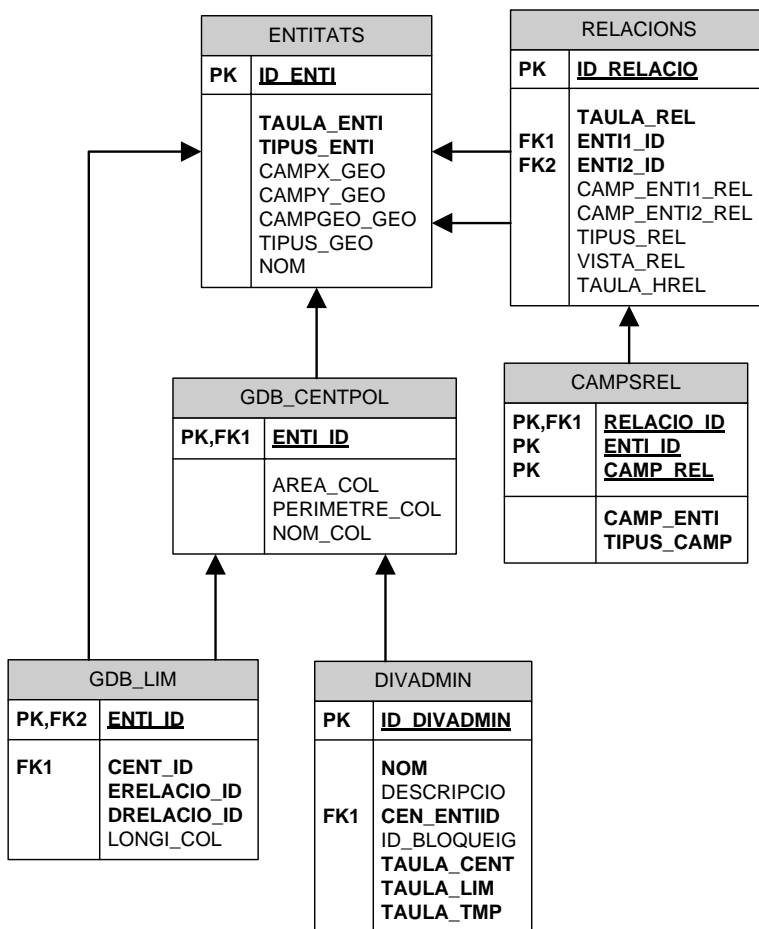 ENTITATS
PK ID_ENTI
TAULA_ENTI
TIPUS_ENTI
CAMPX_GEO
CAMPY_GEO
CAMPGEO_GEO
TIPUS_GEO
NOM
RELACIONS
PK ID_RELACIO
TAULA_REL
FK1 ENTI1_ID
FK2 ENTI2_ID
CAMP_ENTI1_REL
CAMP_ENTI2_REL
TIPUS_REL
VISTA_REL
TAULA_HREL
GDB_CENTPOL
PK,FK1 ENTI_ID
AREA_COL
PERIMETRE_COL
NOM_COL
CAMPSREL
PK,FK1 RELACIO_ID
PK ENTI_ID
PK CAMP_REL
CAMP_ENTI
TIPUS_CAMP
GDB_LIM
PK,FK2 ENTI_ID
FK1 CENT_ID
ERELACIO_ID
DRELACIO_ID
LONGI_COL
DIVADMIN
PK ID_DIVADMIN
NOM
DESCRIPCIO
FK1 CEN_ENTIID
ID_BLOQUEIG
TAULA_CENT
TAULA_LIM
TAULA_TMP